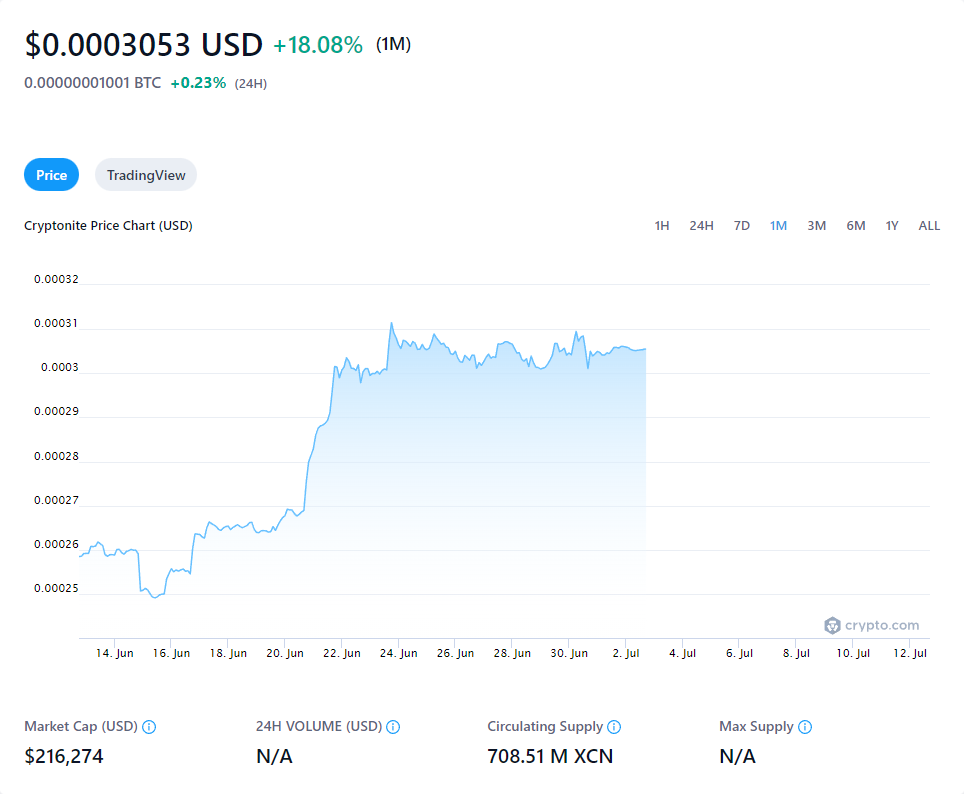 $0.0003053 USD +18.08% (1M)
0.00000001001 BTC +0.23% (24H)
Price TradingView
Cryptonite Price Chart (USD) 1H 24H 7D 1M 3M 6M 1Y ALL
0.00032
0.00031
0.0003
0.00029
0.00028
0.00027
0.00026
0.00025
crypto.com
14. Jun 16. Jun 18. Jun 20. Jun 22. Jun 24. Jun 26. Jun 28. Jun 30. Jun 2. Jul 4. Jul 6. Jul 8. Jul 10. Jul 12. Jul
Market Cap (USD) 24H VOLUME (USD) Circulating Supply Max Supply
$216,274 N/A 708.51 M XCN N/A